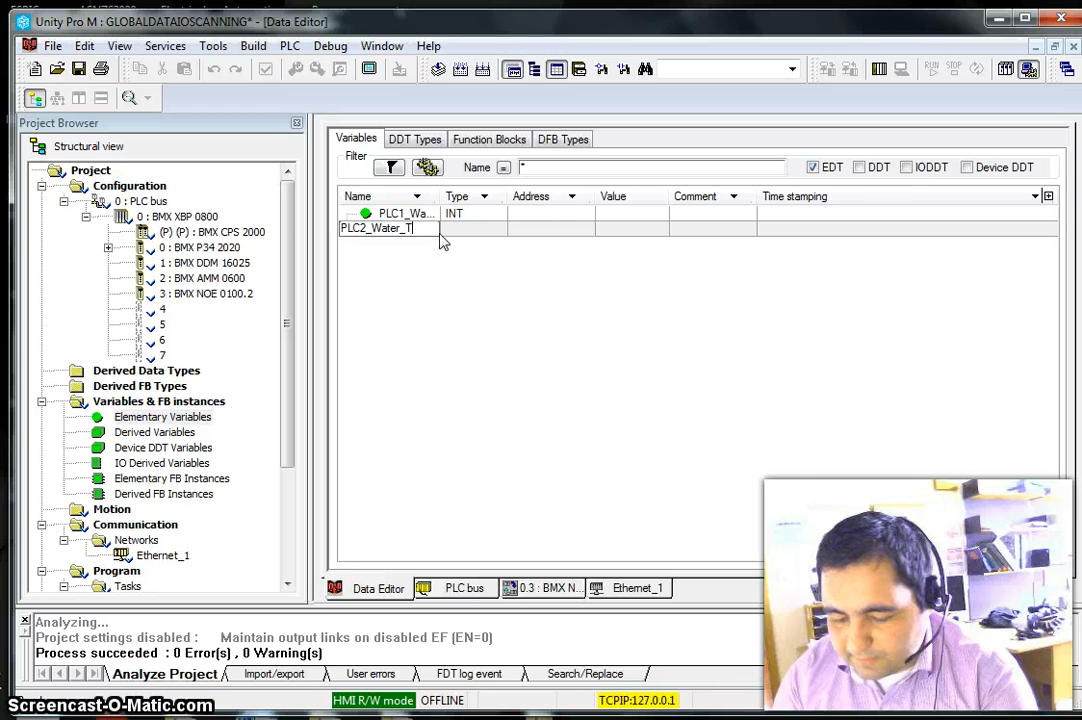 Unity Pro M : GLOBALDATAIOSCANNING* - [Data Editor]
File Edit View Services Tools Build PLC Debug Window Help
RUN STOP
Project Browser
Structural view
Project
Configuration
0 : PLC bus
0 : BMX XBP 0800
(P) (P) : BMX CPS 2000
0 : BMX P34 2020
1 : BMX DDM 16025
2 : BMX AMM 0600
3 : BMX NOE 0100.2
4
5
6
7
Derived Data Types
Derived FB Types
Variables & FB instances
Elementary Variables
Derived Variables
Device DDT Variables
IO Derived Variables
Elementary FB Instances
Derived FB Instances
Motion
Communication
Networks
Ethernet_1
Program
Tasks
Variables DDT Types Function Blocks DFB Types
Filter
Name = * EDT DDT IODDT Device DDT
Name Type Address Value Comment Time stamping
PLC1_Wa... INT
PLC2_Water_T
Data Editor PLC bus 0.3 : BMX N... Ethernet_1
Analyzing...
Project settings disabled : Maintain output links on disabled EF (EN=0)
Process succeeded : 0 Error(s) , 0 Warning(s)
Analyze Project Import/export User errors FDT log event Search/Replace
HMI R/W mode OFFLINE TCPIP:127.0.0.1
Screencast-O-Matic.com